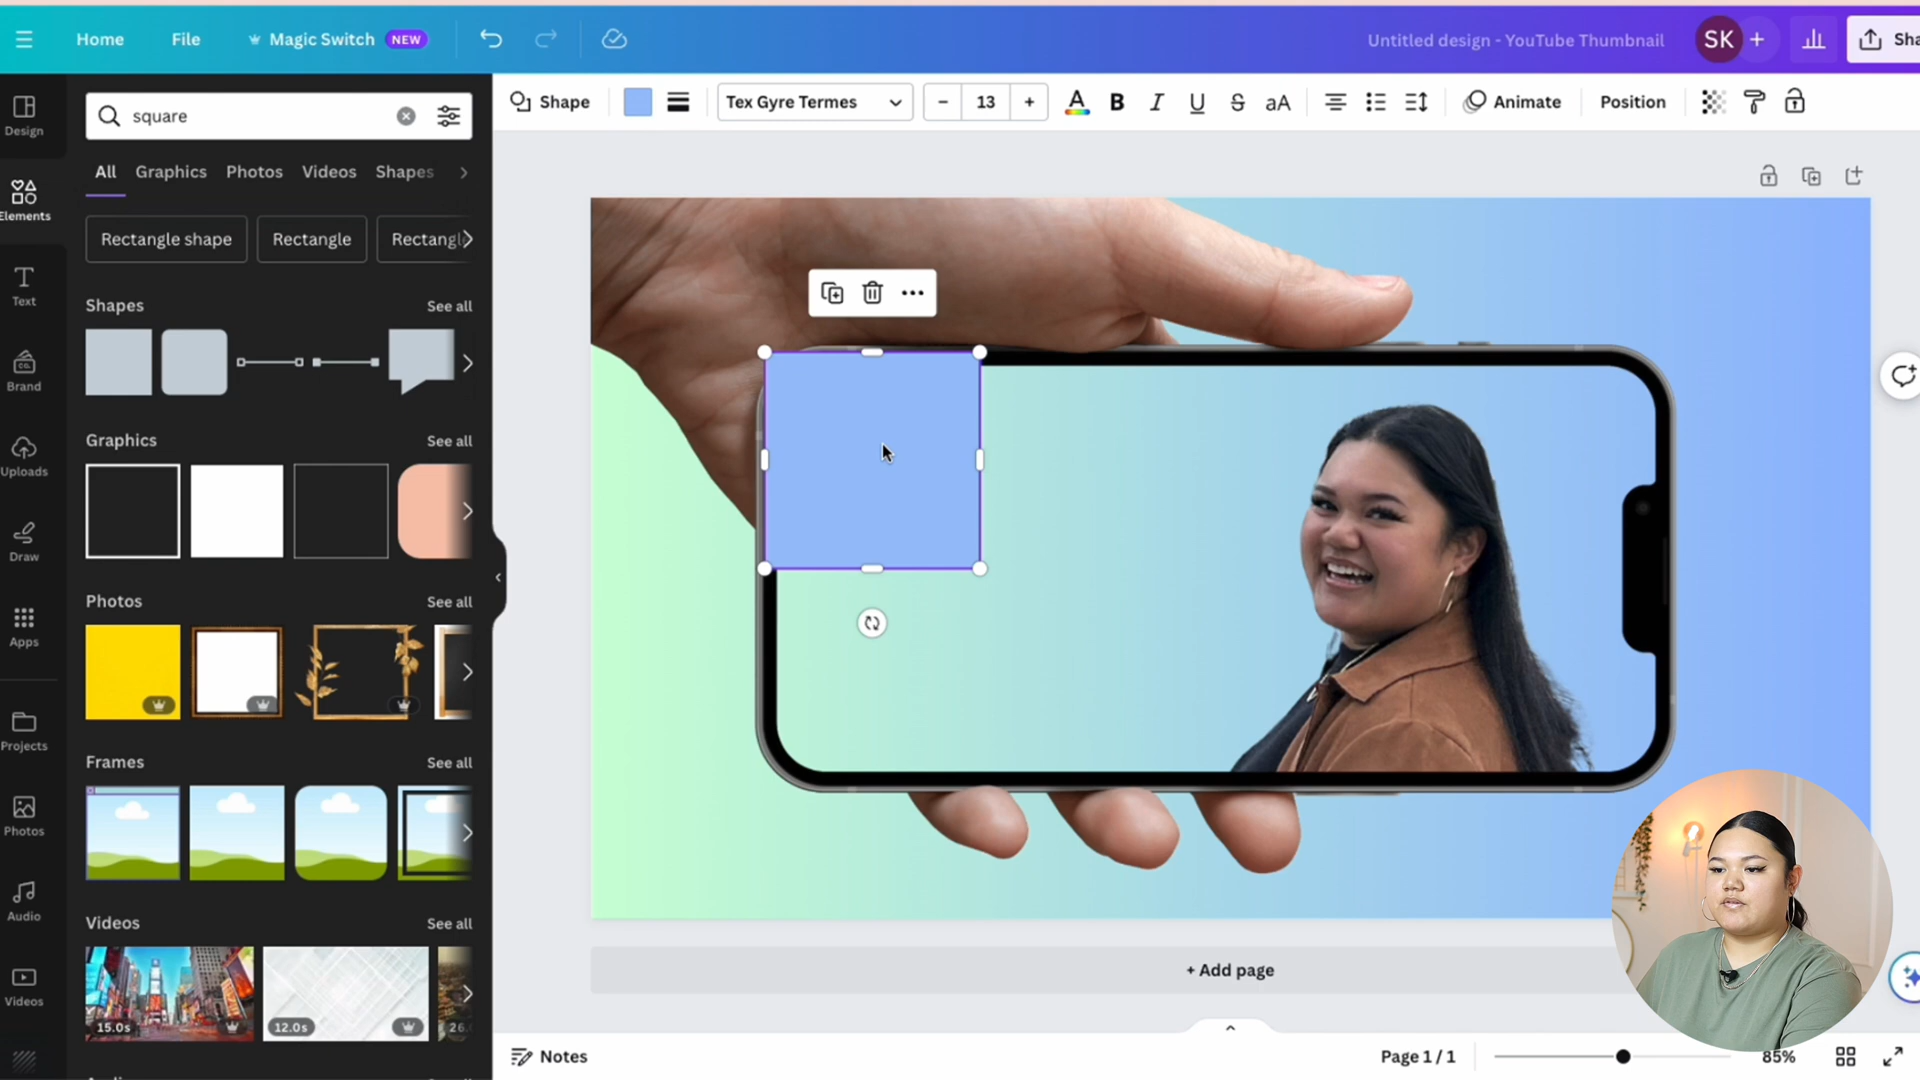 Home File Magic Switch NEW Untitled design - YouTube Thumbnail SK +
Shape Tex Gyre Termes - 13 + A B I U S aA Animate Position
Design
Elements
Text
Brand
Uploads
Draw
Apps
Projects
Photos
Audio
Videos
square
All Graphics Photos Videos Shapes
Rectangle shape Rectangle
Shapes See all
Graphics See all
Photos See all
Frames See all
Videos See all
15.0s 12.0s
+ Add page
Notes Page 1 / 1 85%